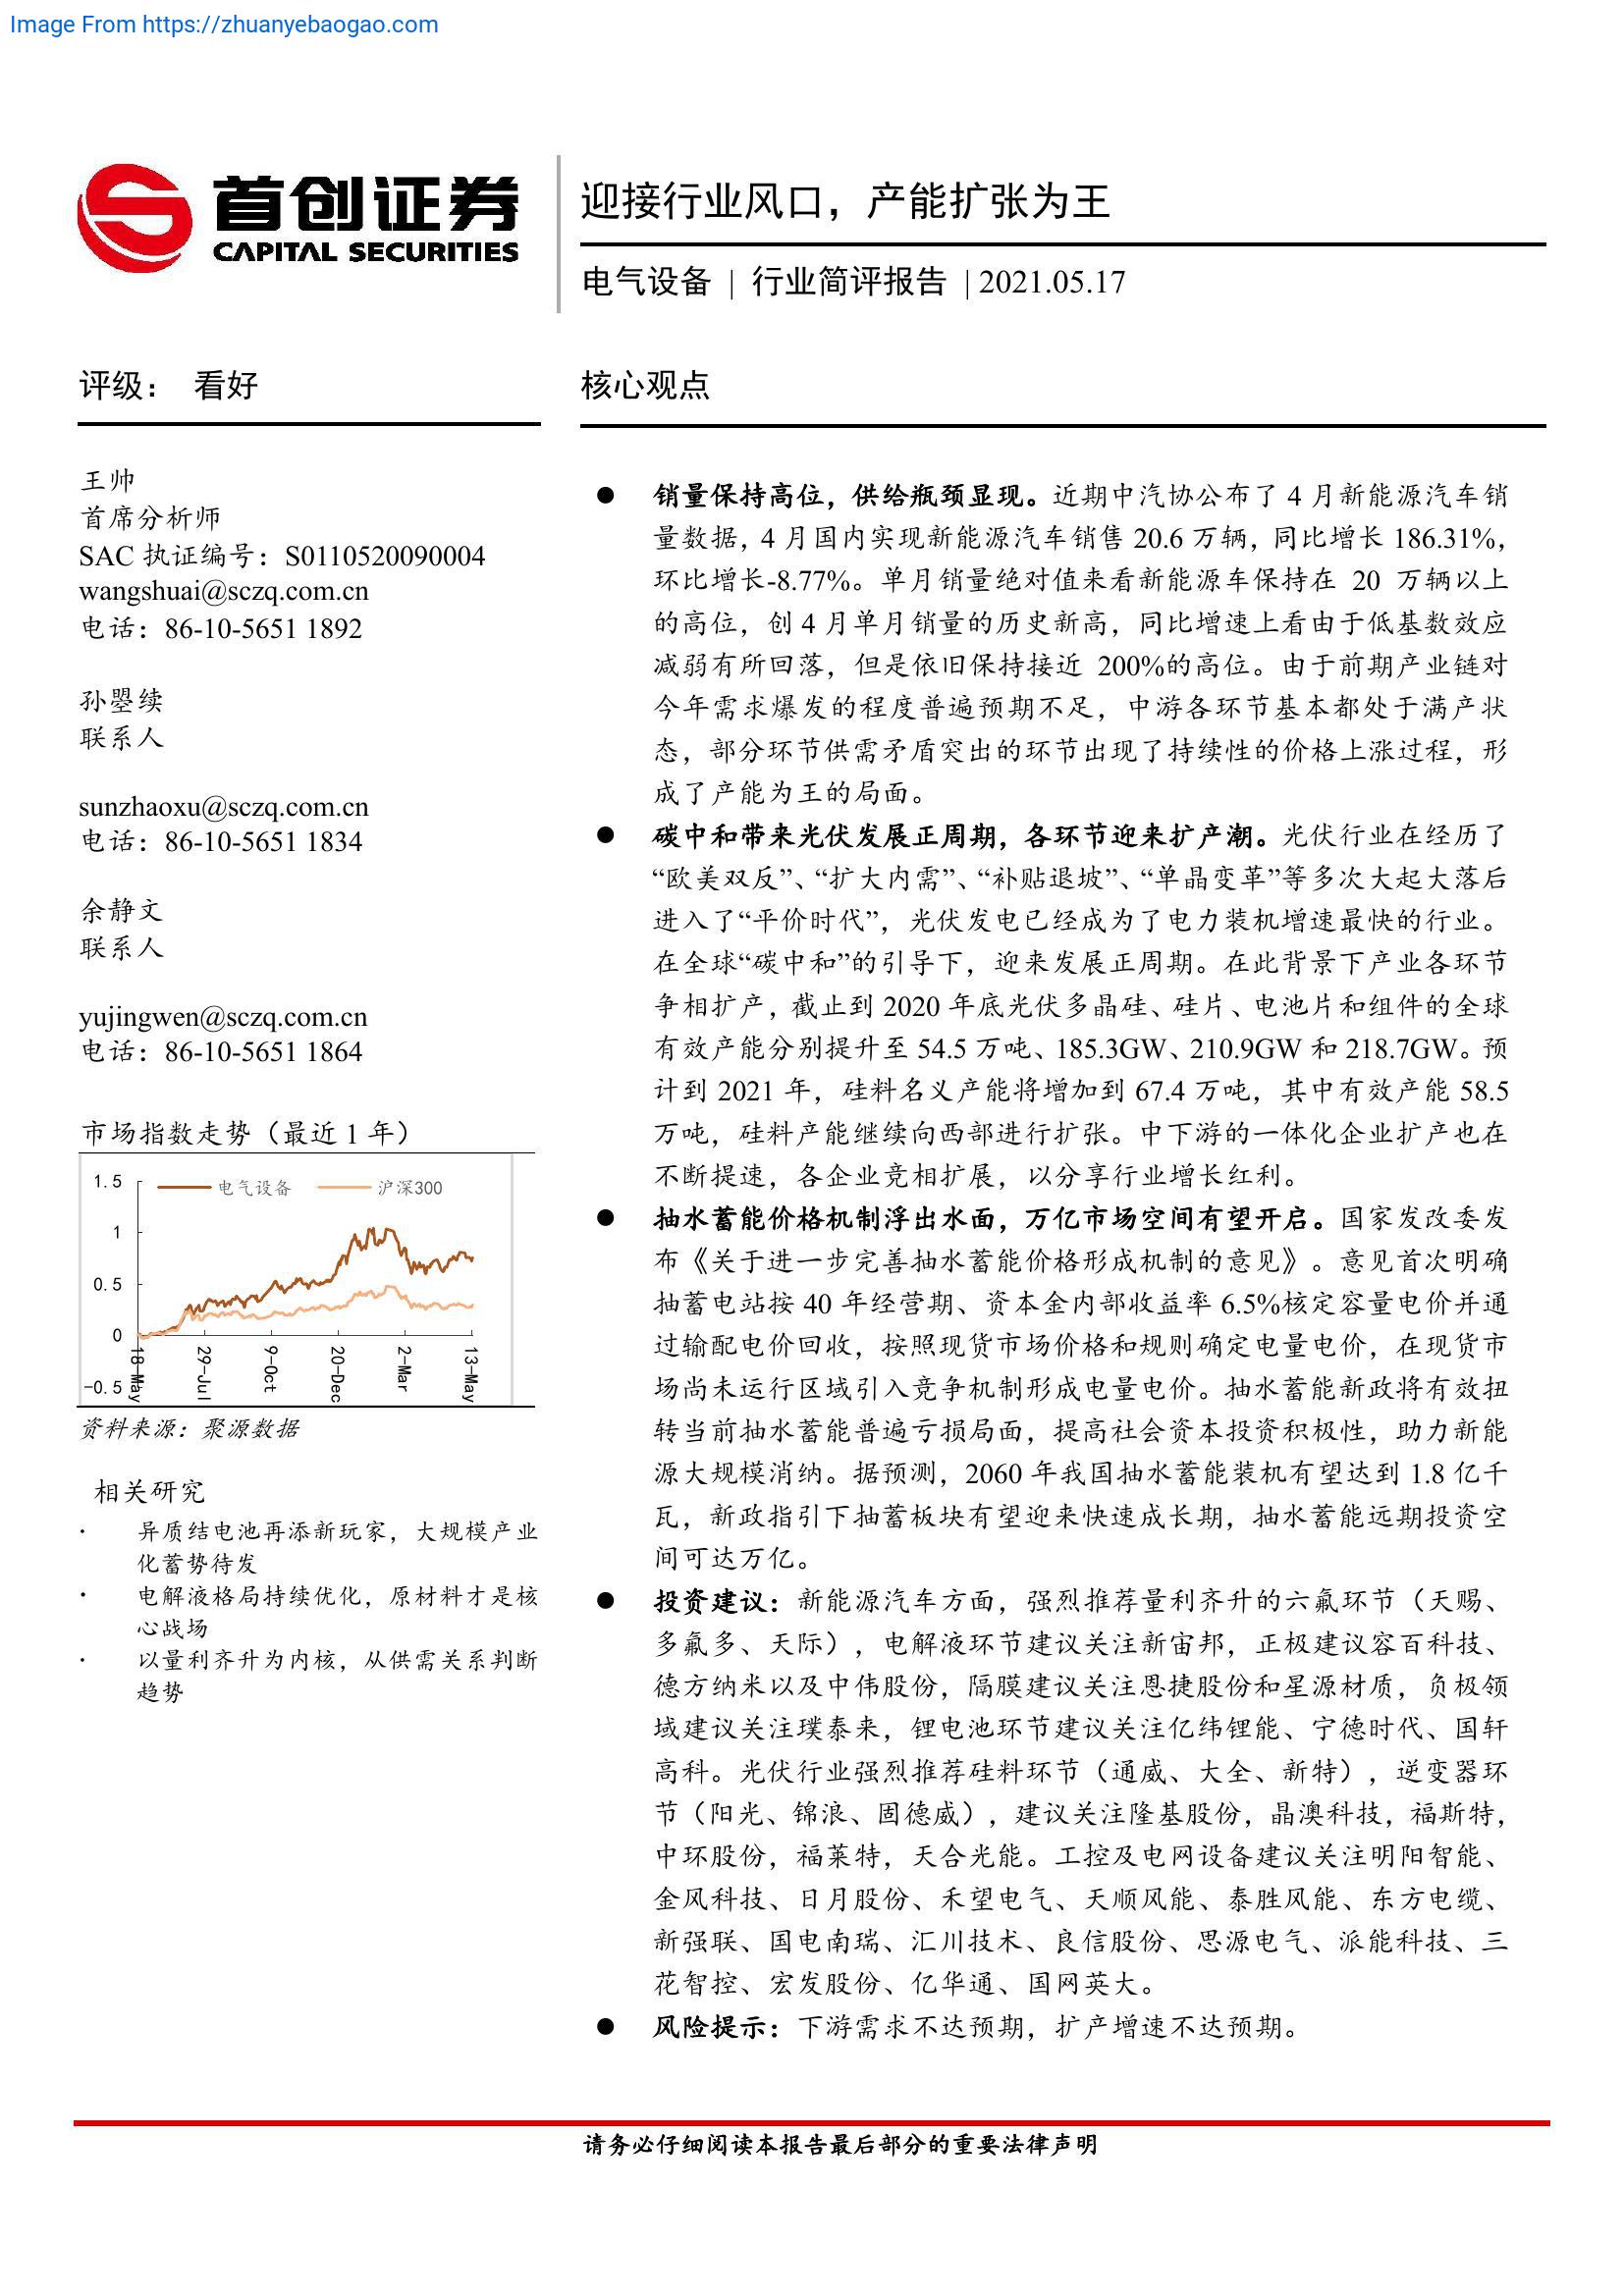 Image From https://zhuanyebaogao.com
首创证券
CAPITAL SECURITIES
迎接行业风口，产能扩张为王
电气设备 | 行业简评报告 | 2021.05.17
评级： 看好
王帅
首席分析师
SAC 执证编号：S0110520090004
wangshuai@sczq.com.cn
电话：86-10-5651 1892
孙曌续
联系人
sunzhaoxu@sczq.com.cn
电话：86-10-5651 1834
余静文
联系人
yujingwen@sczq.com.cn
电话：86-10-5651 1864
市场指数走势（最近 1 年）
电气设备 沪深300
1.5
1
0.5
0
-0.5
18-May 29-Jul 9-Oct 20-Dec 2-Mar 13-May
资料来源：聚源数据
相关研究
· 异质结电池再添新玩家，大规模产业
化蓄势待发
· 电解液格局持续优化，原材料才是核
心战场
· 以量利齐升为内核，从供需关系判断
趋势
核心观点
● 销量保持高位，供给瓶颈显现。近期中汽协公布了 4 月新能源汽车销
量数据，4 月国内实现新能源汽车销售 20.6 万辆，同比增长 186.31%，
环比增长-8.77%。单月销量绝对值来看新能源车保持在 20 万辆以上
的高位，创 4 月单月销量的历史新高，同比增速上看由于低基数效应
减弱有所回落，但是依旧保持接近 200%的高位。由于前期产业链对
今年需求爆发的程度普遍预期不足，中游各环节基本都处于满产状
态，部分环节供需矛盾突出的环节出现了持续性的价格上涨过程，形
成了产能为王的局面。
● 碳中和带来光伏发展正周期，各环节迎来扩产潮。光伏行业在经历了
“欧美双反”、“扩大内需”、“补贴退坡”、“单晶变革”等多次大起大落后
进入了“平价时代”，光伏发电已经成为了电力装机增速最快的行业。
在全球“碳中和”的引导下，迎来发展正周期。在此背景下产业各环节
争相扩产，截止到 2020 年底光伏多晶硅、硅片、电池片和组件的全球
有效产能分别提升至 54.5 万吨、185.3GW、210.9GW 和 218.7GW。预
计到 2021 年，硅料名义产能将增加到 67.4 万吨，其中有效产能 58.5
万吨，硅料产能继续向西部进行扩张。中下游的一体化企业扩产也在
不断提速，各企业竞相扩展，以分享行业增长红利。
● 抽水蓄能价格机制浮出水面，万亿市场空间有望开启。国家发改委发
布《关于进一步完善抽水蓄能价格形成机制的意见》。意见首次明确
抽蓄电站按 40 年经营期、资本金内部收益率 6.5%核定容量电价并通
过输配电价回收，按照现货市场价格和规则确定电量电价，在现货市
场尚未运行区域引入竞争机制形成电量电价。抽水蓄能新政将有效扭
转当前抽水蓄能普遍亏损局面，提高社会资本投资积极性，助力新能
源大规模消纳。据预测，2060 年我国抽水蓄能装机有望达到 1.8 亿千
瓦，新政指引下抽蓄板块有望迎来快速成长期，抽水蓄能远期投资空
间可达万亿。
● 投资建议：新能源汽车方面，强烈推荐量利齐升的六氟环节（天赐、
多氟多、天际），电解液环节建议关注新宙邦，正极建议容百科技、
德方纳米以及中伟股份，隔膜建议关注恩捷股份和星源材质，负极领
域建议关注璞泰来，锂电池环节建议关注亿纬锂能、宁德时代、国轩
高科。光伏行业强烈推荐硅料环节（通威、大全、新特），逆变器环
节（阳光、锦浪、固德威），建议关注隆基股份，晶澳科技，福斯特，
中环股份，福莱特，天合光能。工控及电网设备建议关注明阳智能、
金风科技、日月股份、禾望电气、天顺风能、泰胜风能、东方电缆、
新强联、国电南瑞、汇川技术、良信股份、思源电气、派能科技、三
花智控、宏发股份、亿华通、国网英大。
● 风险提示：下游需求不达预期，扩产增速不达预期。
请务必仔细阅读本报告最后部分的重要法律声明